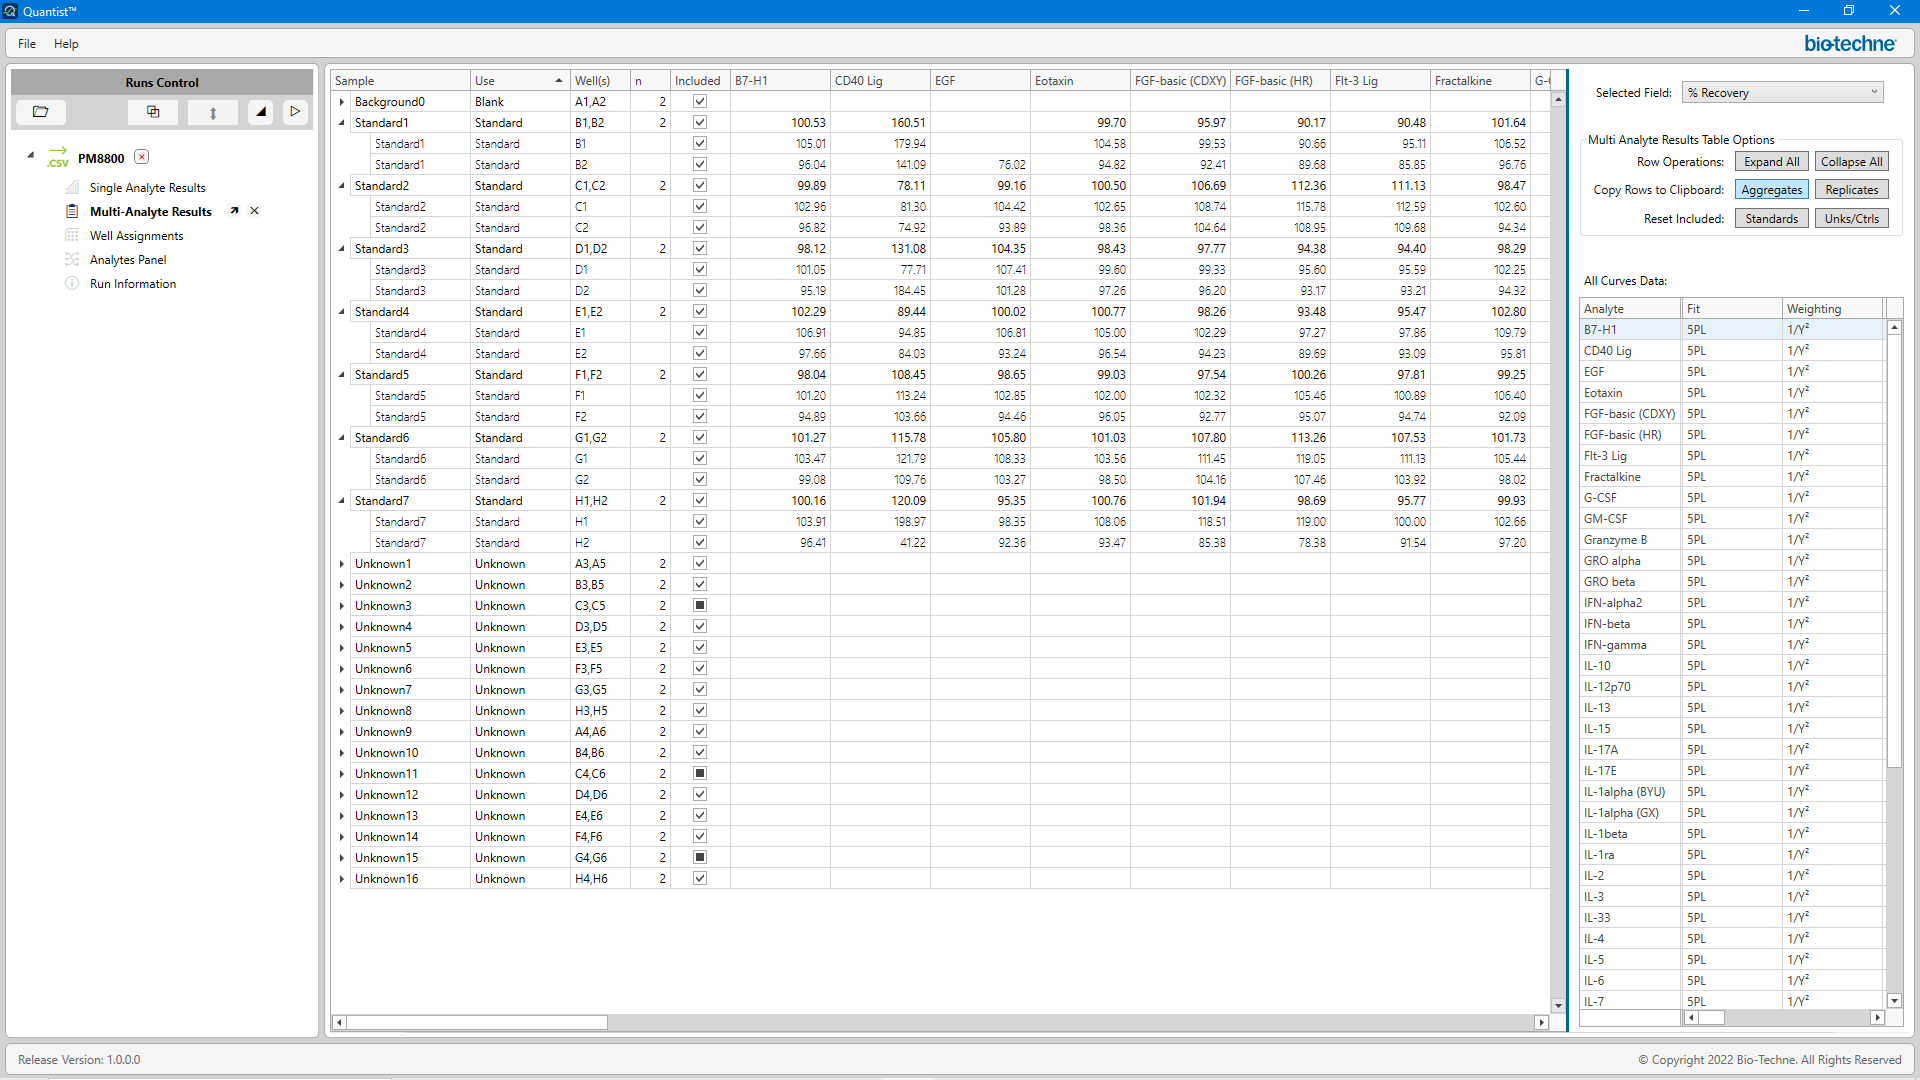 Quantist™
File Help
bio-techne
Runs Control
.csv PM8800
Single Analyte Results
Multi-Analyte Results
Well Assignments
Analytes Panel
Run Information
Sample Use Well(s) n Included B7-H1 CD40 Lig EGF Eotaxin FGF-basic (CDXY) FGF-basic (HR) Flt-3 Lig Fractalkine
Background0 Blank A1,A2 2
Standard1 Standard B1,B2 2 100.53 160.51 99.70 95.97 90.17 90.48 101.64
Standard1 Standard B1 105.01 179.94 104.58 99.53 90.66 95.11 106.52
Standard1 Standard B2 96.04 141.09 76.02 94.82 92.41 89.68 85.85 96.76
Standard2 Standard C1,C2 2 99.89 78.11 99.16 100.50 106.69 112.36 111.13 98.47
Standard2 Standard C1 102.96 81.30 104.42 102.65 108.74 115.78 112.59 102.60
Standard2 Standard C2 96.82 74.92 93.89 98.36 104.64 108.95 109.68 94.34
Standard3 Standard D1,D2 2 98.12 131.08 104.35 98.43 97.77 94.38 94.40 98.29
Standard3 Standard D1 101.05 77.71 107.41 99.60 99.33 95.60 95.59 102.25
Standard3 Standard D2 95.19 184.45 101.28 97.26 96.20 93.17 93.21 94.32
Standard4 Standard E1,E2 2 102.29 89.44 100.02 100.77 98.26 93.48 95.47 102.80
Standard4 Standard E1 106.91 94.85 106.81 105.00 102.29 97.27 97.86 109.79
Standard4 Standard E2 97.66 84.03 93.24 96.54 94.23 89.69 93.09 95.81
Standard5 Standard F1,F2 2 98.04 108.45 98.65 99.03 97.54 100.26 97.81 99.25
Standard5 Standard F1 101.20 113.24 102.85 102.00 102.32 105.46 100.89 106.40
Standard5 Standard F2 94.89 103.66 94.46 96.05 92.77 95.07 94.74 92.09
Standard6 Standard G1,G2 2 101.27 115.78 105.80 101.03 107.80 113.26 107.53 101.73
Standard6 Standard G1 103.47 121.79 108.33 103.56 111.45 119.05 111.13 105.44
Standard6 Standard G2 99.08 109.76 103.27 98.50 104.16 107.46 103.92 98.02
Standard7 Standard H1,H2 2 100.16 120.09 95.35 100.76 101.94 98.69 95.77 99.93
Standard7 Standard H1 103.91 198.97 98.35 108.06 118.51 119.00 100.00 102.66
Standard7 Standard H2 96.41 41.22 92.36 93.47 85.38 78.38 91.54 97.20
Unknown1 Unknown A3,A5 2
Unknown2 Unknown B3,B5 2
Unknown3 Unknown C3,C5 2
Unknown4 Unknown D3,D5 2
Unknown5 Unknown E3,E5 2
Unknown6 Unknown F3,F5 2
Unknown7 Unknown G3,G5 2
Unknown8 Unknown H3,H5 2
Unknown9 Unknown A4,A6 2
Unknown10 Unknown B4,B6 2
Unknown11 Unknown C4,C6 2
Unknown12 Unknown D4,D6 2
Unknown13 Unknown E4,E6 2
Unknown14 Unknown F4,F6 2
Unknown15 Unknown G4,G6 2
Unknown16 Unknown H4,H6 2
Selected Field: % Recovery
Multi Analyte Results Table Options
Row Operations: Expand All Collapse All
Copy Rows to Clipboard: Aggregates Replicates
Reset Included: Standards Unks/Ctrls
All Curves Data:
Analyte Fit Weighting
B7-H1 5PL 1/Y²
CD40 Lig 5PL 1/Y²
EGF 5PL 1/Y²
Eotaxin 5PL 1/Y²
FGF-basic (CDXY) 5PL 1/Y²
FGF-basic (HR) 5PL 1/Y²
Flt-3 Lig 5PL 1/Y²
Fractalkine 5PL 1/Y²
G-CSF 5PL 1/Y²
GM-CSF 5PL 1/Y²
Granzyme B 5PL 1/Y²
GRO alpha 5PL 1/Y²
GRO beta 5PL 1/Y²
IFN-alpha2 5PL 1/Y²
IFN-beta 5PL 1/Y²
IFN-gamma 5PL 1/Y²
IL-10 5PL 1/Y²
IL-12p70 5PL 1/Y²
IL-13 5PL 1/Y²
IL-15 5PL 1/Y²
IL-17A 5PL 1/Y²
IL-17E 5PL 1/Y²
IL-1alpha (BYU) 5PL 1/Y²
IL-1alpha (GX) 5PL 1/Y²
IL-1beta 5PL 1/Y²
IL-1ra 5PL 1/Y²
IL-2 5PL 1/Y²
IL-3 5PL 1/Y²
IL-33 5PL 1/Y²
IL-4 5PL 1/Y²
IL-5 5PL 1/Y²
IL-6 5PL 1/Y²
IL-7 5PL 1/Y²
Release Version: 1.0.0.0
© Copyright 2022 Bio-Techne. All Rights Reserved